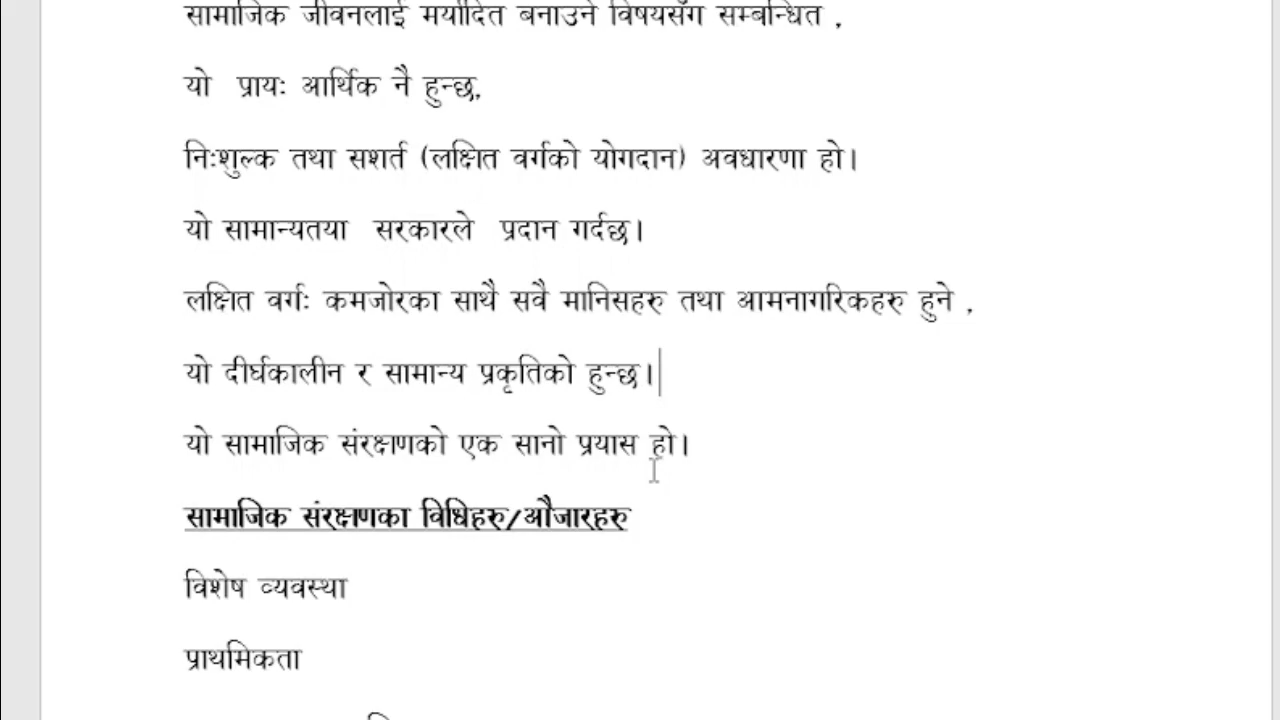 सामाजिक जीवनलाई मर्यादित बनाउने विषयसँग सम्बन्धित ,
यो प्रायः आर्थिक नै हुन्छ,
निःशुल्क तथा सशर्त (लक्षित वर्गको योगदान) अवधारणा हो।
यो सामान्यतया सरकारले प्रदान गर्दछ।
लक्षित वर्गः कमजोरका साथै सवै मानिसहरु तथा आमनागरिकहरु हुने ,
यो दीर्घकालीन र सामान्य प्रकृतिको हुन्छ।
यो सामाजिक संरक्षणको एक सानो प्रयास हो।
सामाजिक संरक्षणका विधिहरु/औजारहरु
विशेष व्यवस्था
प्राथमिकता